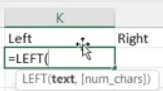 K
Left Right
=LEFT(
LEFT(text, [num_chars])